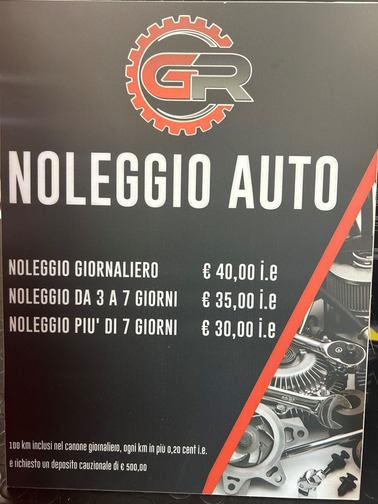 GR
NOLEGGIO AUTO
NOLEGGIO GIORNALIERO € 40,00 i.e
NOLEGGIO DA 3 A 7 GIORNI € 35,00 i.e
NOLEGGIO PIU' DI 7 GIORNI € 30,00 i.e
100 km inclusi nel canone giornaliero, ogni km in più 0,20 cent i.e.
e richiesto un deposito cauzionale di € 500,00